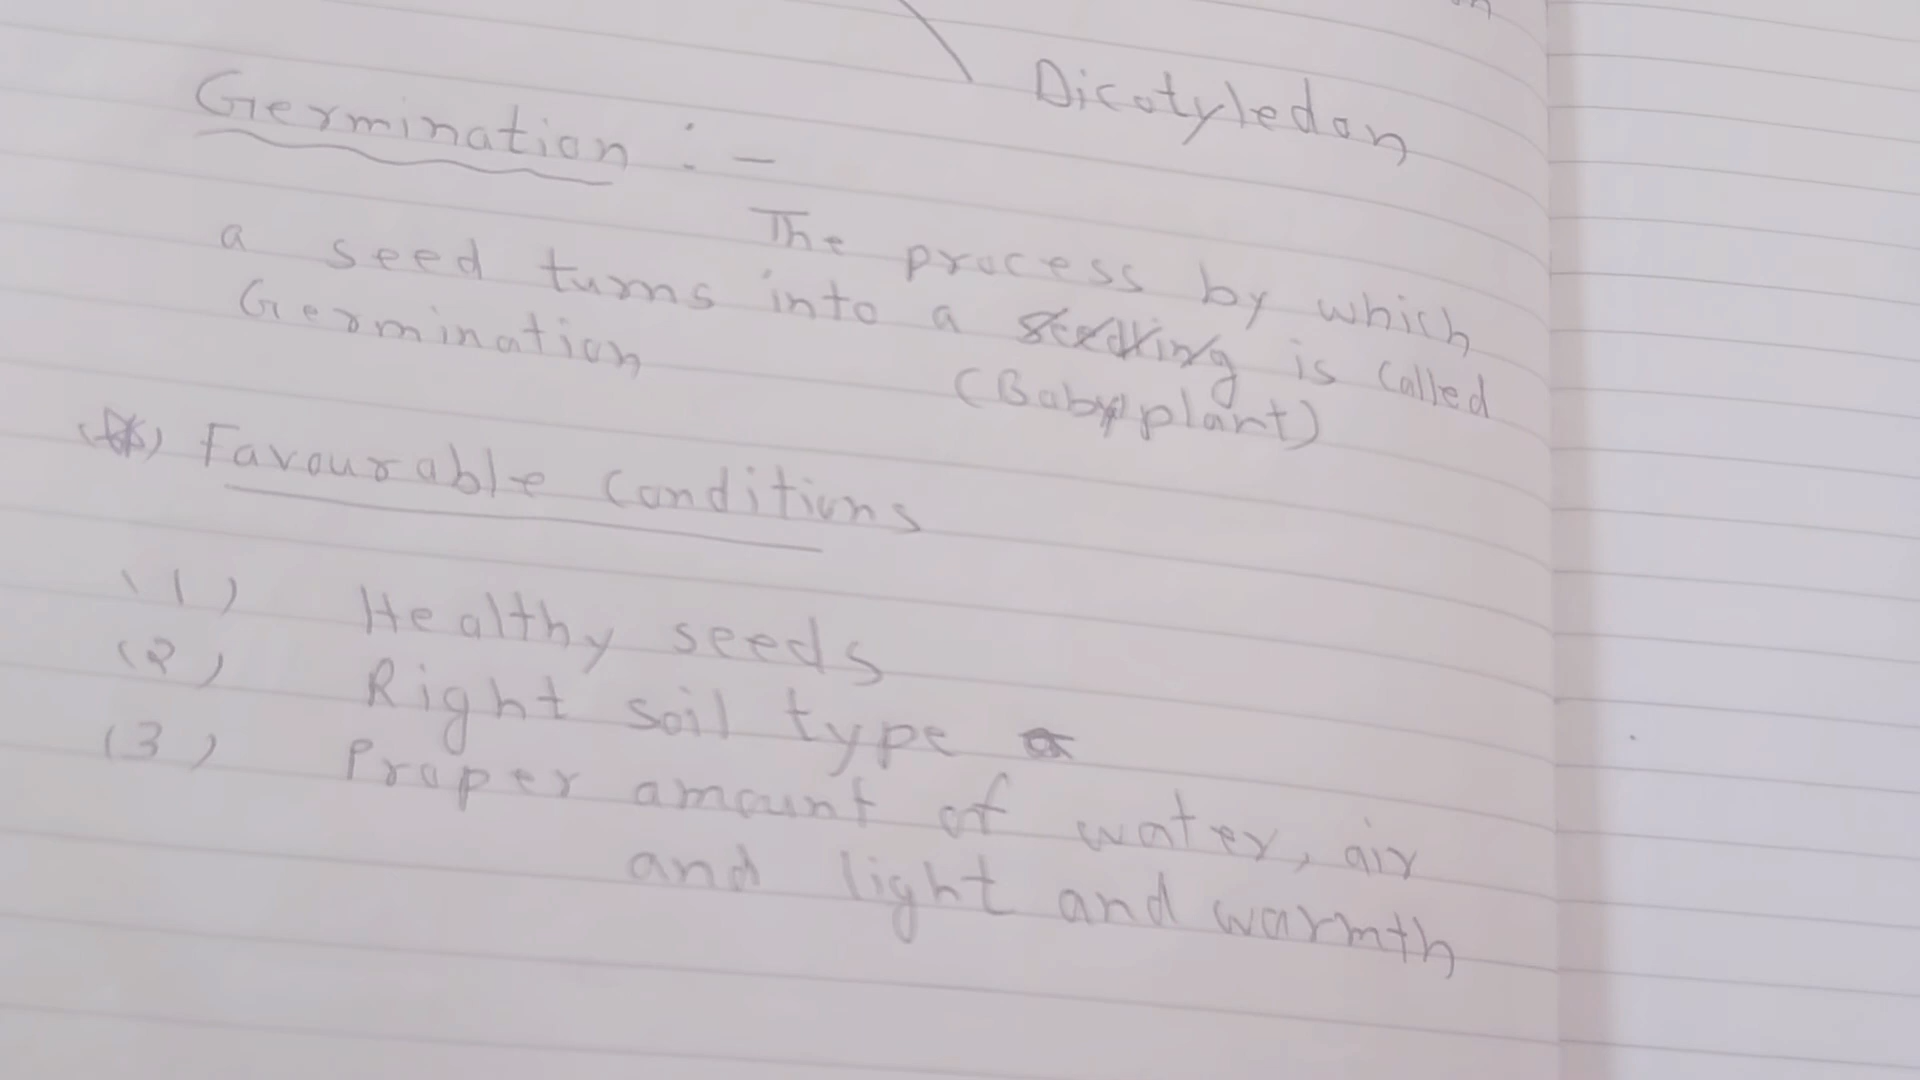 Dicotyledon
Germination : -
The process by which
a seed turns into a seedling is called
Germination (Baby plant)
Favourable Conditions
(1) Healthy seeds
(2) Right soil type
(3) Proper amount of water, air
and light and warmth